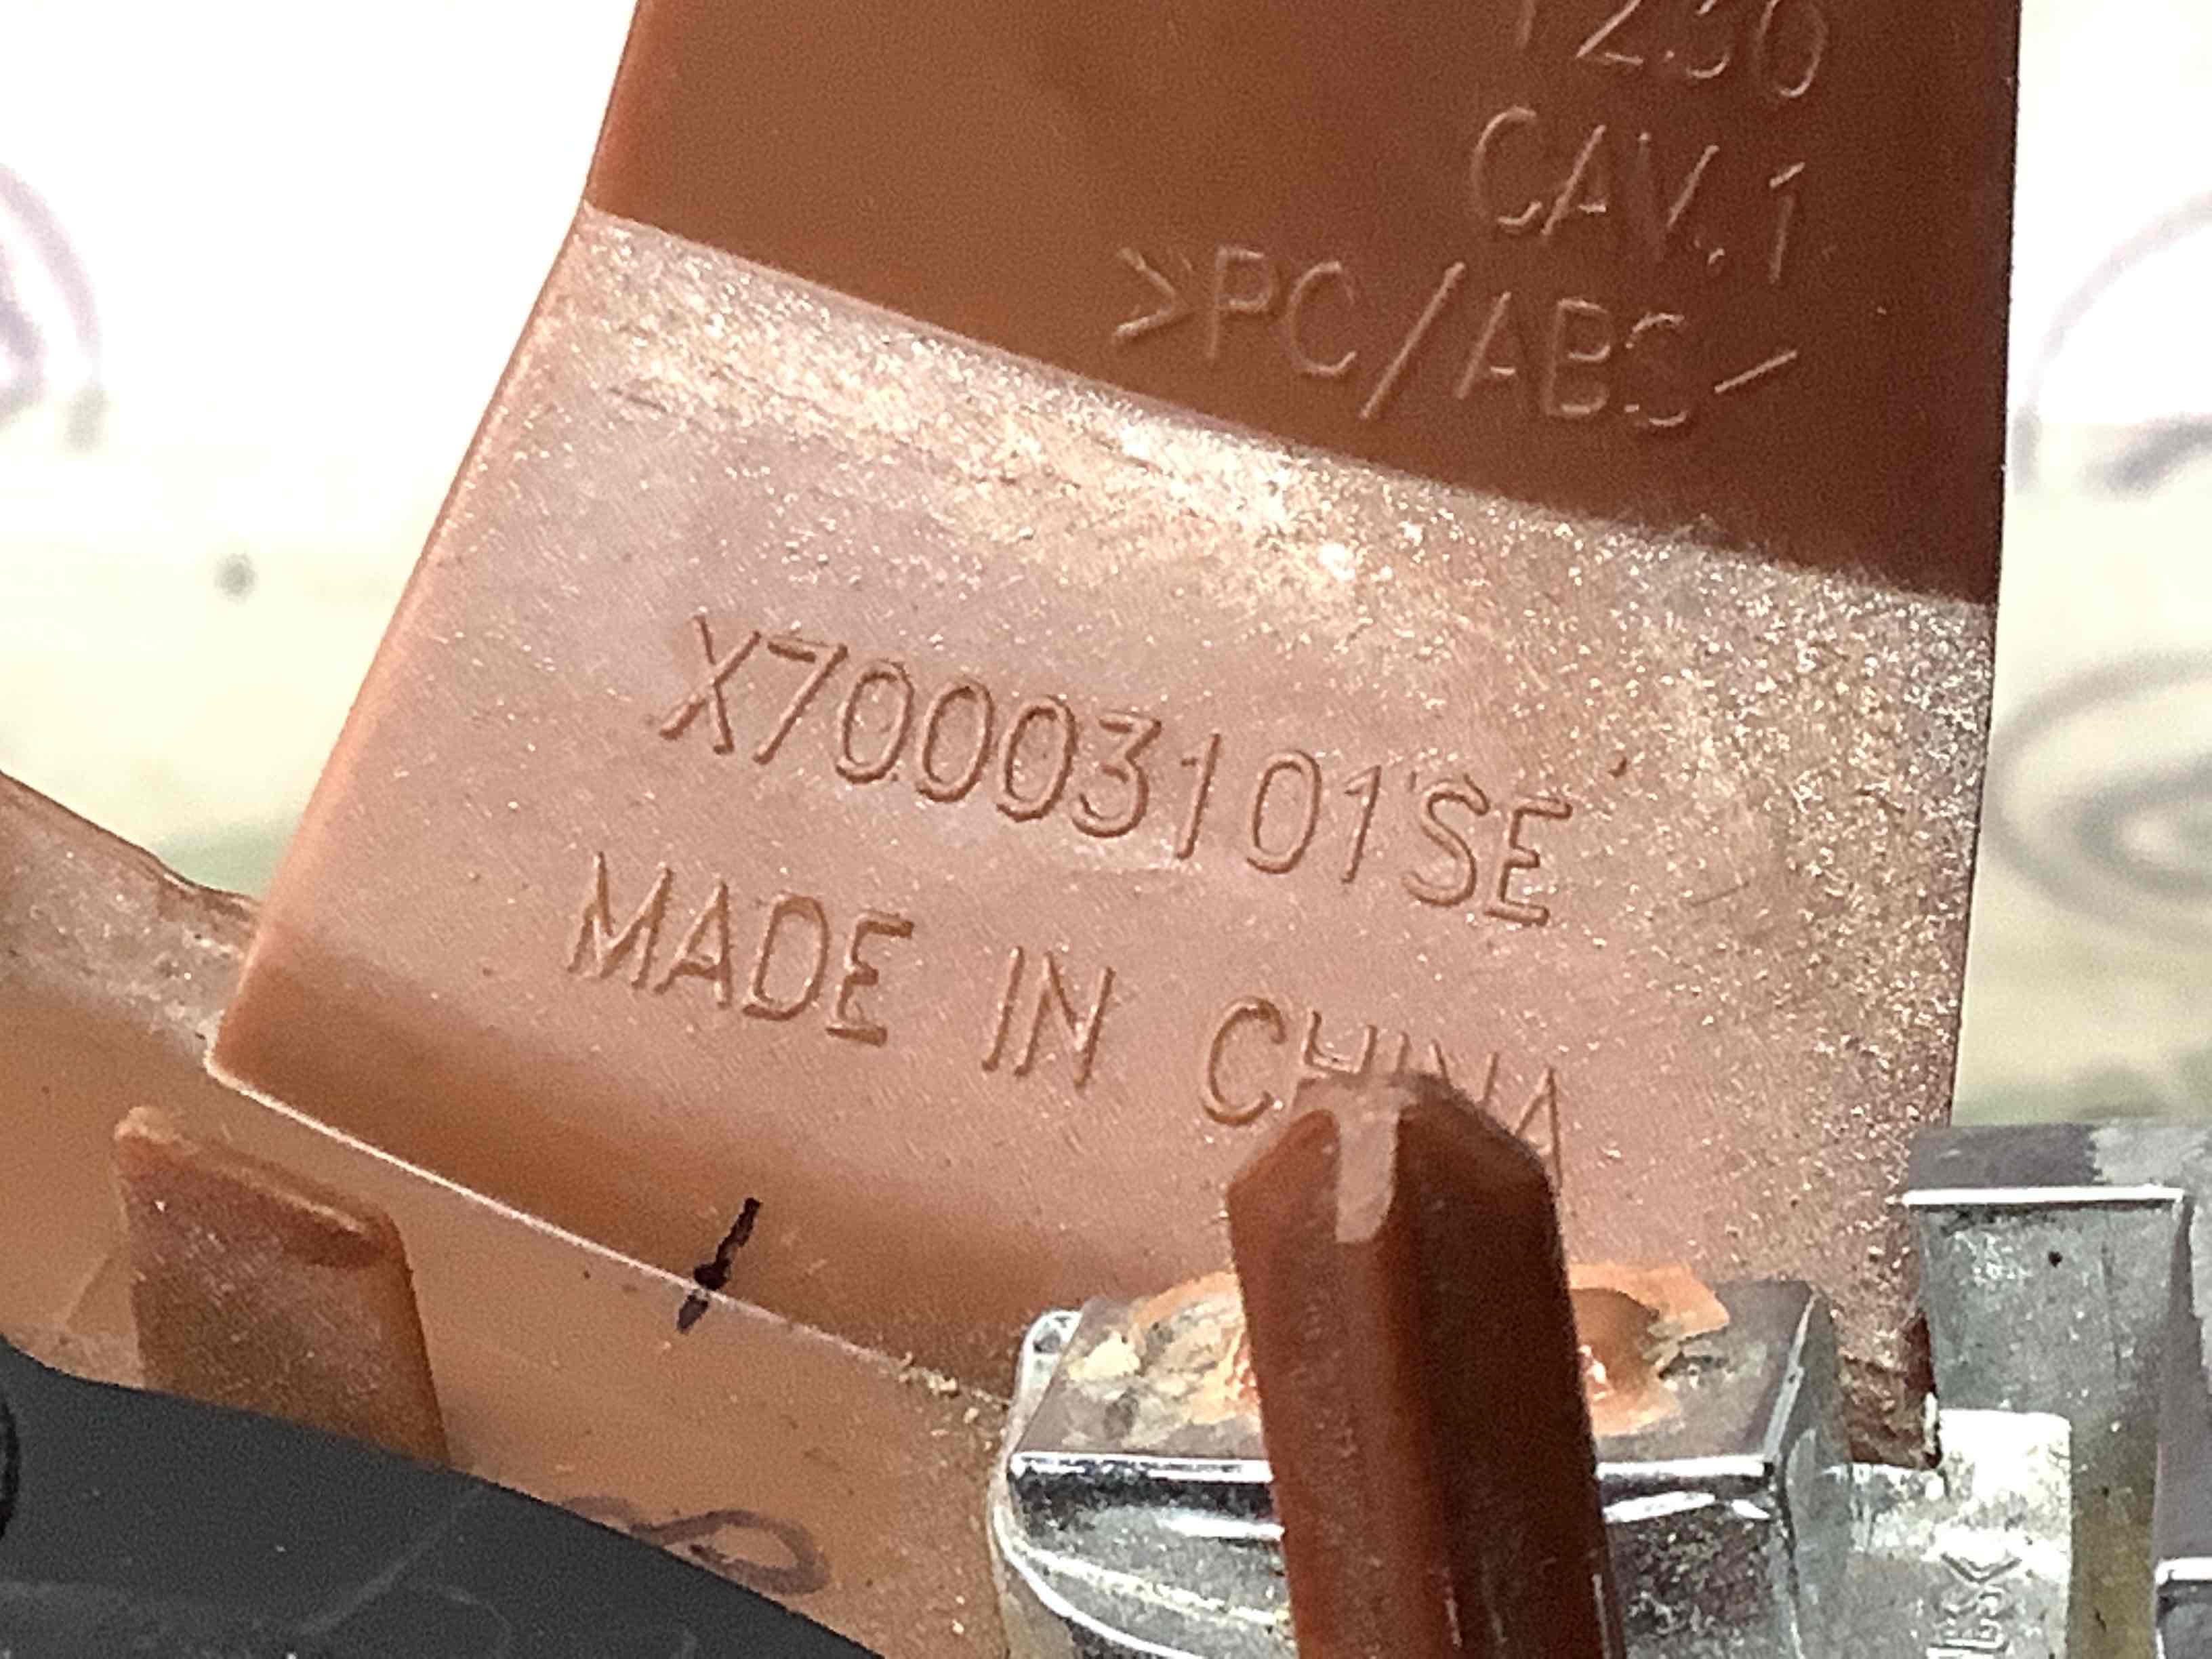 CAV.1
>PC/ABS<
X70003101SE
MADE IN CHINA